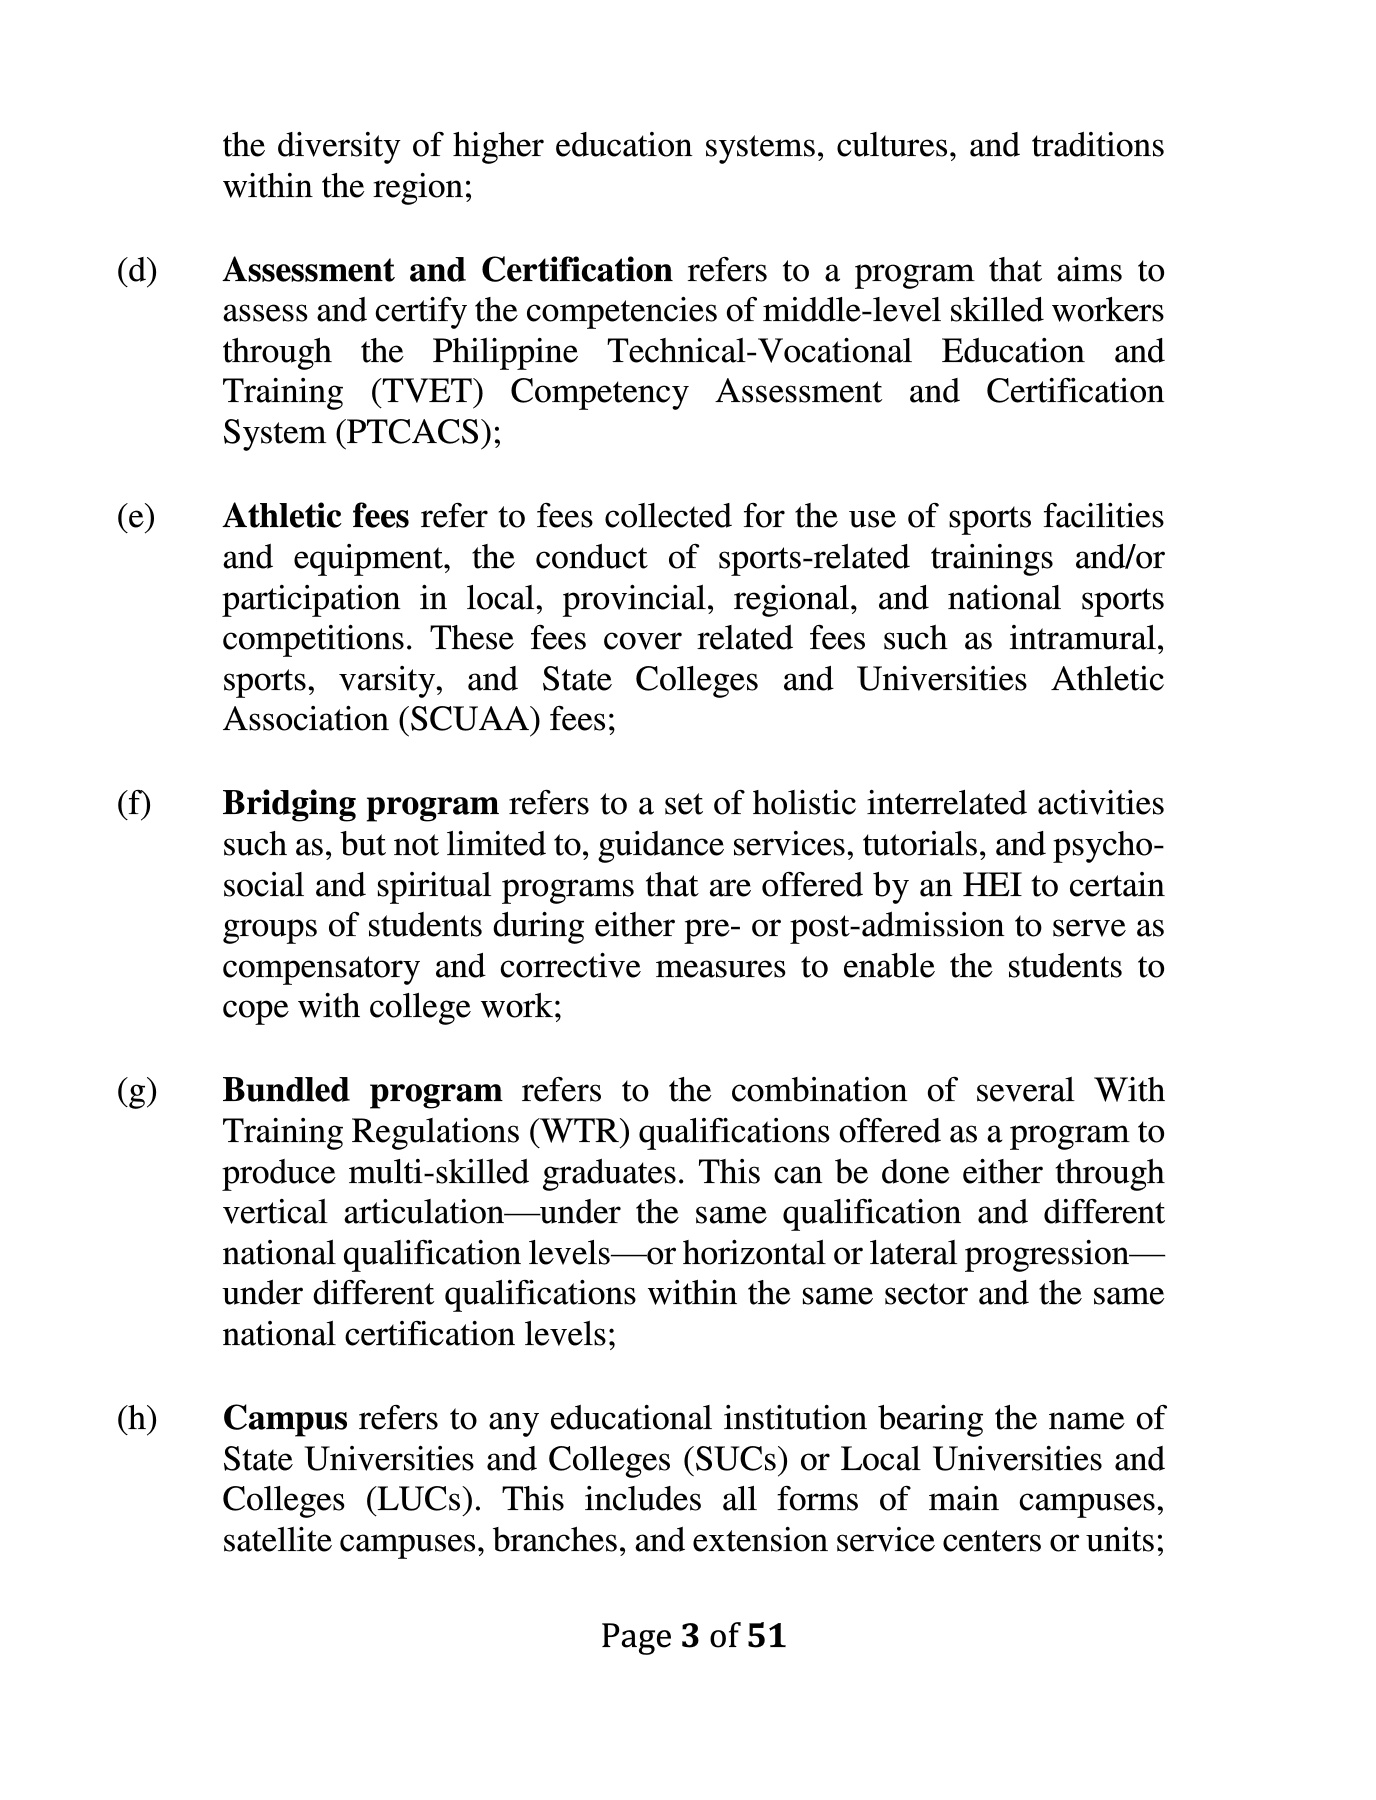 the diversity of higher education systems, cultures, and traditions
within the region;
(d) Assessment and Certification refers to a program that aims to
assess and certify the competencies of middle-level skilled workers
through the Philippine Technical-Vocational Education and
Training (TVET) Competency Assessment and Certification
System (PTCACS);
(e) Athletic fees refer to fees collected for the use of sports facilities
and equipment, the conduct of sports-related trainings and/or
participation in local, provincial, regional, and national sports
competitions. These fees cover related fees such as intramural,
sports, varsity, and State Colleges and Universities Athletic
Association (SCUAA) fees;
(f) Bridging program refers to a set of holistic interrelated activities
such as, but not limited to, guidance services, tutorials, and psycho-
social and spiritual programs that are offered by an HEI to certain
groups of students during either pre- or post-admission to serve as
compensatory and corrective measures to enable the students to
cope with college work;
(g) Bundled program refers to the combination of several With
Training Regulations (WTR) qualifications offered as a program to
produce multi-skilled graduates. This can be done either through
vertical articulation—under the same qualification and different
national qualification levels—or horizontal or lateral progression—
under different qualifications within the same sector and the same
national certification levels;
(h) Campus refers to any educational institution bearing the name of
State Universities and Colleges (SUCs) or Local Universities and
Colleges (LUCs). This includes all forms of main campuses,
satellite campuses, branches, and extension service centers or units;
Page 3 of 51